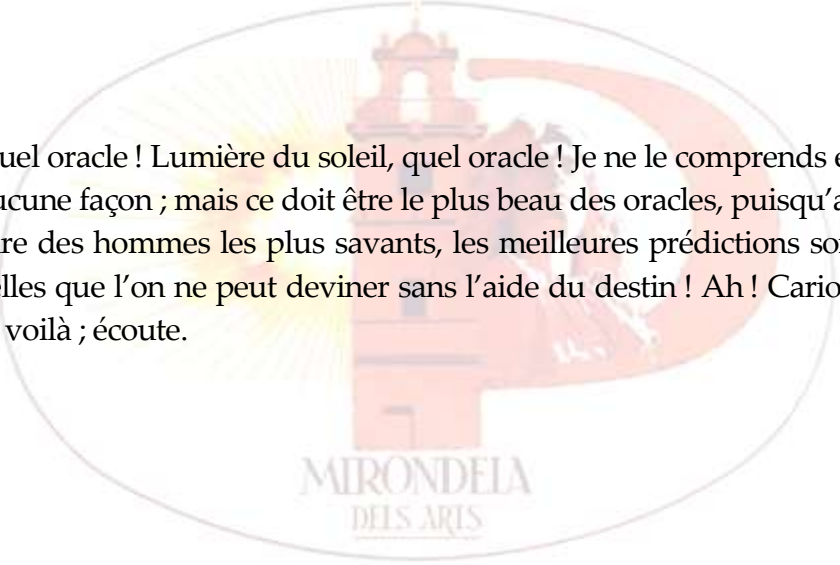 uel oracle ! Lumière du soleil, quel oracle ! Je ne le comprends e
ucune façon ; mais ce doit être le plus beau des oracles, puisqu’a
re des hommes les plus savants, les meilleures prédictions so
elles que l’on ne peut deviner sans l’aide du destin ! Ah ! Cario
voilà ; écoute.
MIRONDELA
DELS ARTS